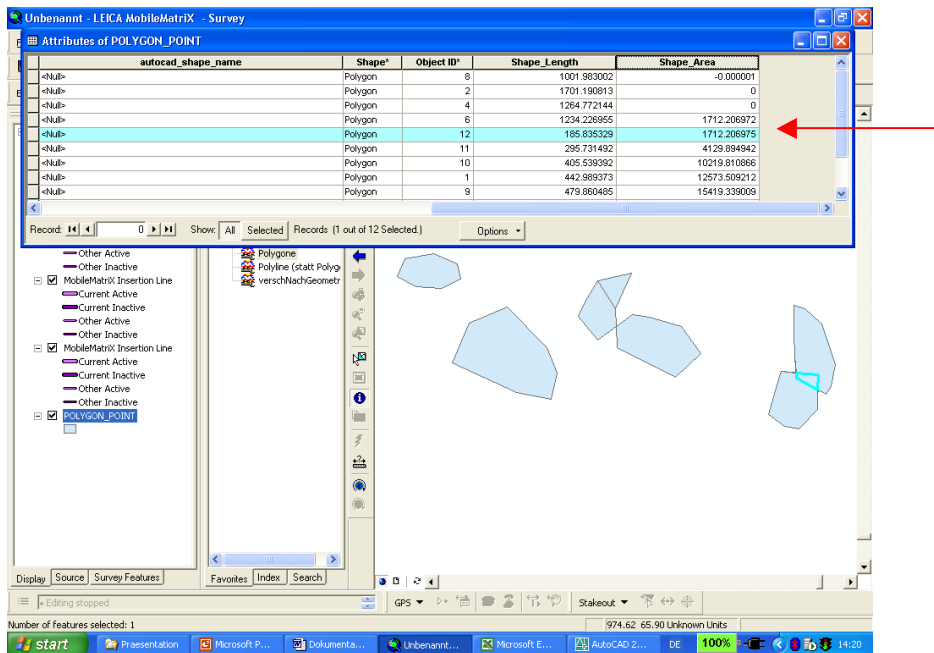 Unbenannt - LEICA MobileMatriX - Survey
Attributes of POLYGON_POINT
autocad_shape_name Shape* Object ID* Shape_Length Shape_Area
<Null> Polygon 8 1001.983002 -0.000001
<Null> Polygon 2 1701.190813 0
<Null> Polygon 4 1264.772144 0
<Null> Polygon 6 1234.226955 1712.206972
<Null> Polygon 12 185.835329 1712.206975
<Null> Polygon 11 295.731492 4129.894942
<Null> Polygon 10 405.539392 10219.810866
<Null> Polygon 1 442.989373 12573.509212
<Null> Polygon 9 479.860485 15419.339009
Record: 0 Show: All Selected Records (1 out of 12 Selected.) Options
Other Active
Other Inactive
MobileMatriX Insertion Line
Current Active
Current Inactive
Other Active
Other Inactive
MobileMatriX Insertion Line
Current Active
Current Inactive
Other Active
Other Inactive
POLYGON_POINT
Polygone
Polyline (statt Polyg
verschNachGeometr
Display Source Survey Features
Favorites Index Search
Editing stopped
GPS Stakeout
Number of features selected: 1
974.62 65.90 Unknown Units
start Praesentation Microsoft P... Dokumenta... Unbenannt... Microsoft E... AutoCAD 2... DE 100% 14:20